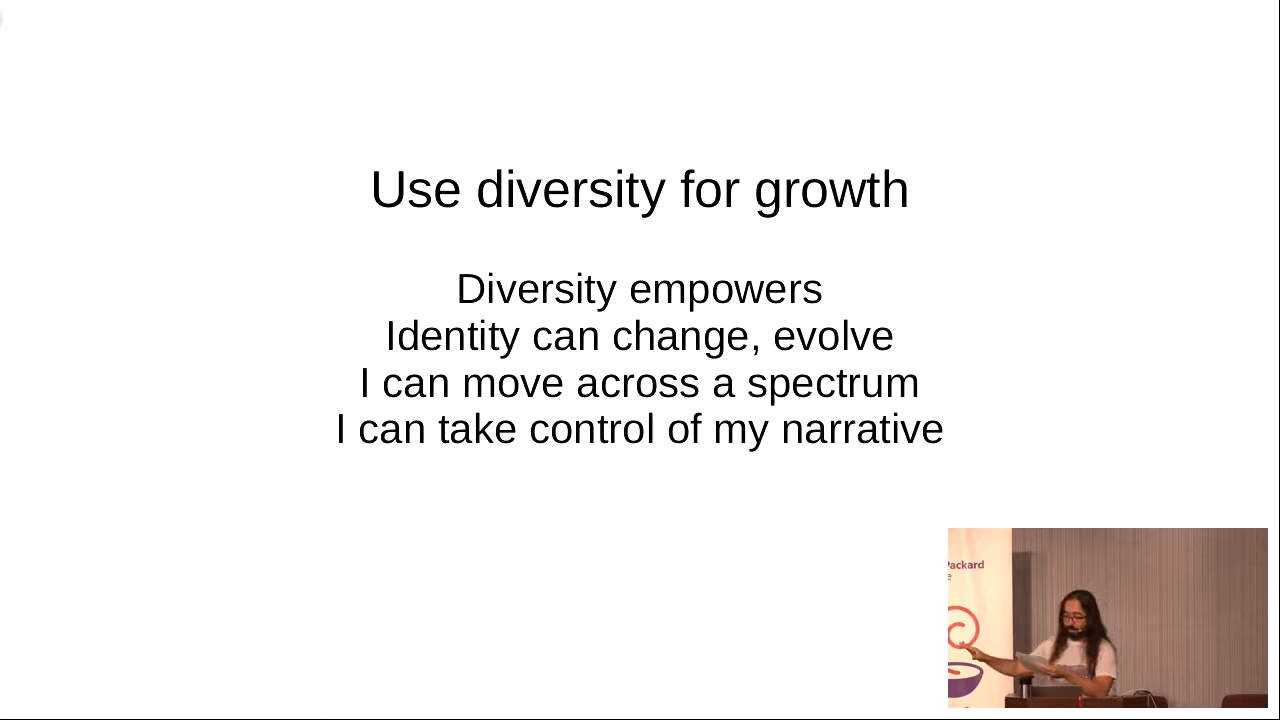 Use diversity for growth
Diversity empowers
Identity can change, evolve
I can move across a spectrum
I can take control of my narrative
Packard